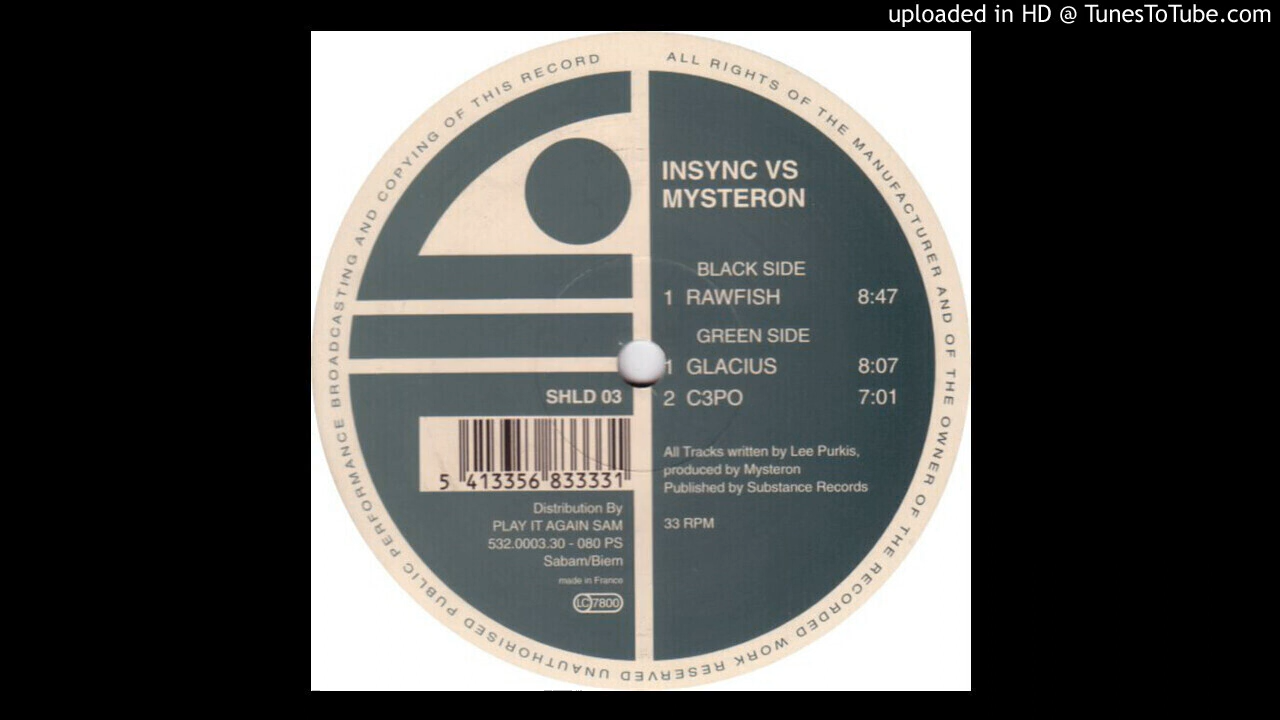 uploaded in HD @ TunesToTube.com
UNAUTHORISED PUBLIC PERFORMANCE BROADCASTING AND COPYING OF THIS RECORD
ALL RIGHTS OF THE MANUFACTURER AND OF THE OWNER OF THE RECORDED WORK RESERVED
INSYNC VS
MYSTERON
BLACK SIDE
1 RAWFISH 8:47
GREEN SIDE
1 GLACIUS 8:07
2 C3PO 7:01
All Tracks written by Lee Purkis,
produced by Mysteron
Published by Substance Records
33 RPM
SHLD 03
5 413356 833331
Distribution By
PLAY IT AGAIN SAM
532.0003.30 - 080 PS
Sabam/Biem
made in France
LC 7800